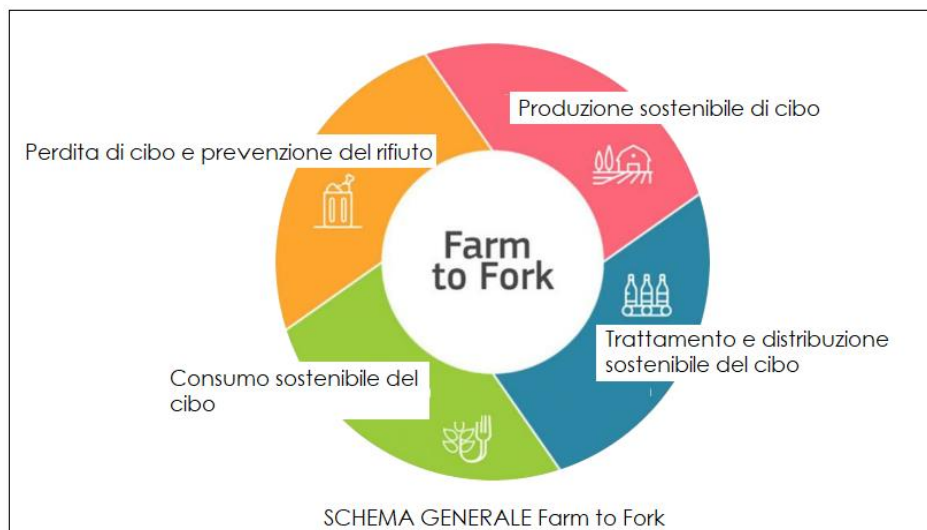 Produzione sostenibile di cibo
Perdita di cibo e prevenzione del rifiuto
Farm
to Fork
Trattamento e distribuzione
sostenibile del cibo
Consumo sostenibile del
cibo
SCHEMA GENERALE Farm to Fork